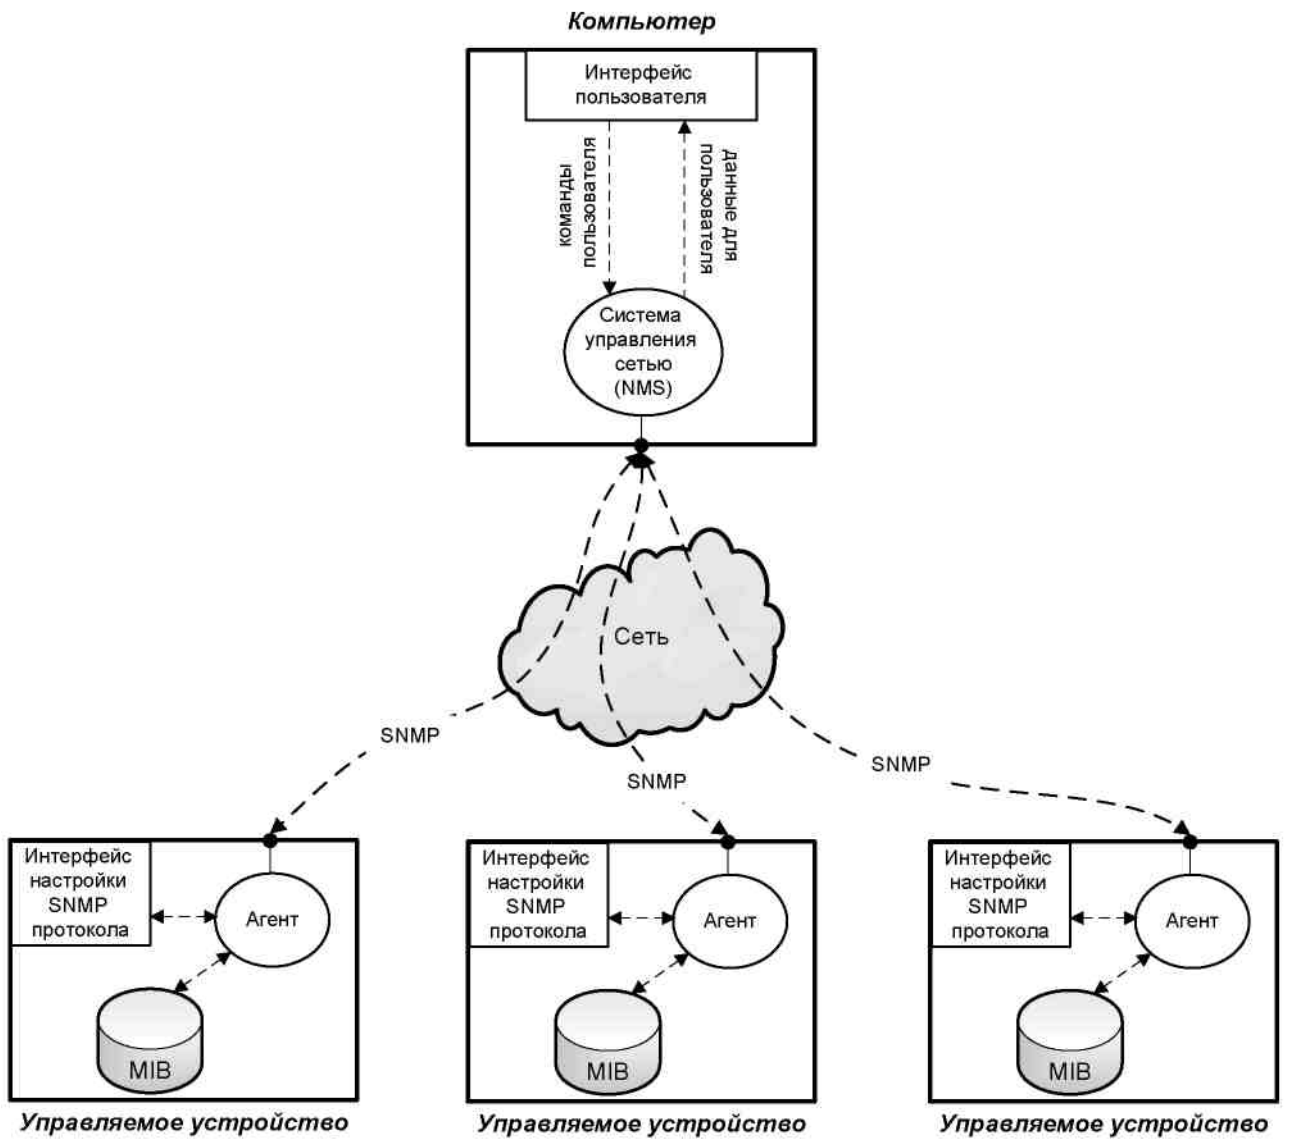 Компьютер
Интерфейс
пользователя
команды
пользователя
данные для
пользователя
Система
управления
сетью
(NMS)
Сеть
SNMP
SNMP
SNMP
Интерфейс
настройки
SNMP
протокола
Агент
MIB
Управляемое устройство
Интерфейс
настройки
SNMP
протокола
Агент
MIB
Управляемое устройство
Интерфейс
настройки
SNMP
протокола
Агент
MIB
Управляемое устройство